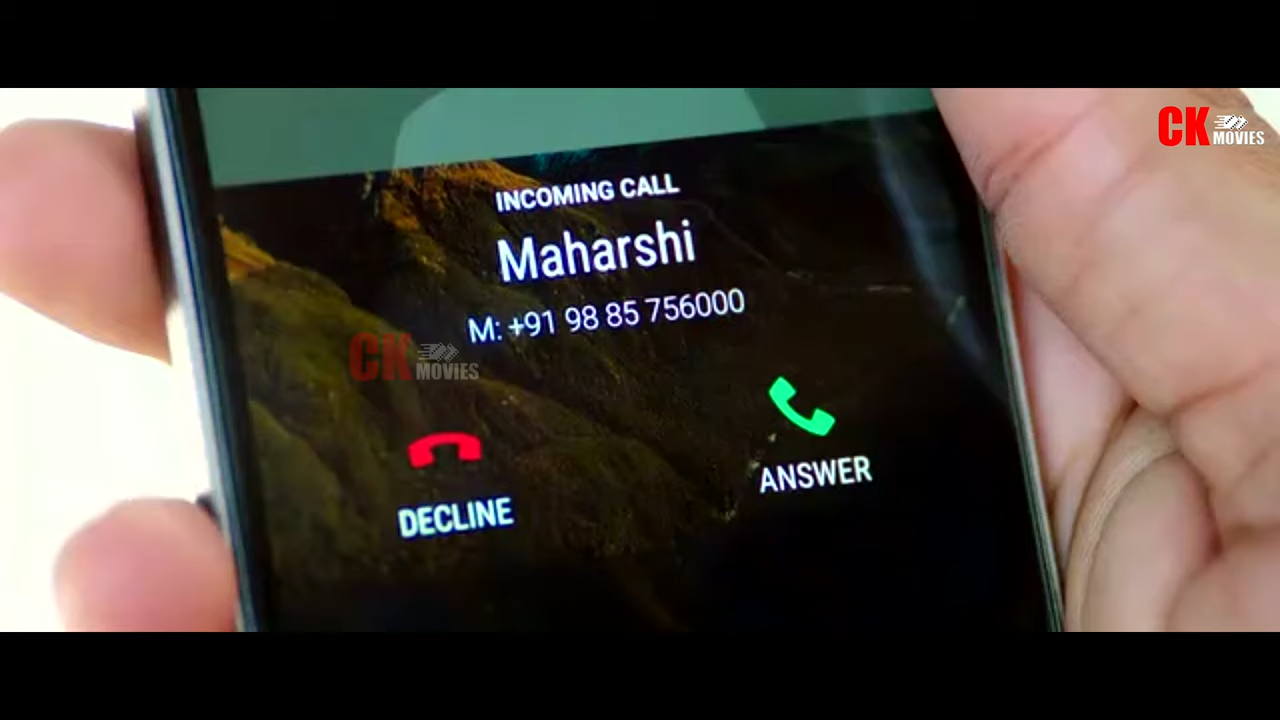 CK MOVIES
INCOMING CALL
Maharshi
M: +91 98 85 756000
CK MOVIES
DECLINE
ANSWER